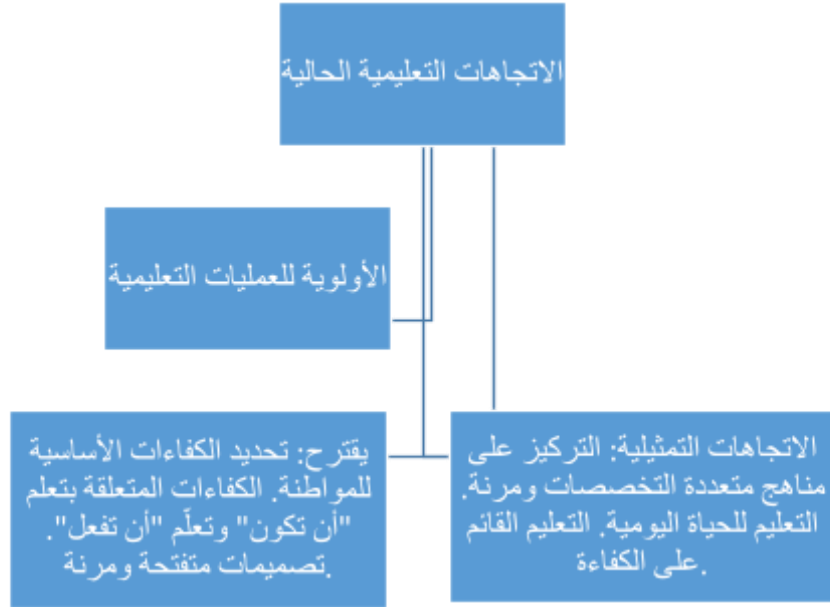 الاتجاهات التعليمية الحالية
الأولوية للعمليات التعليمية
الاتجاهات التمثيلية: التركيز على
مناهج متعددة التخصصات ومرنة.
التعليم للحياة اليومية. التعليم القائم
على الكفاءة.
يقترح: تحديد الكفاءات الأساسية
للمواطنة. الكفاءات المتعلقة بتعلم
"أن تكون" وتعلّم "أن تفعل".
تصميمات متفتحة ومرنة.